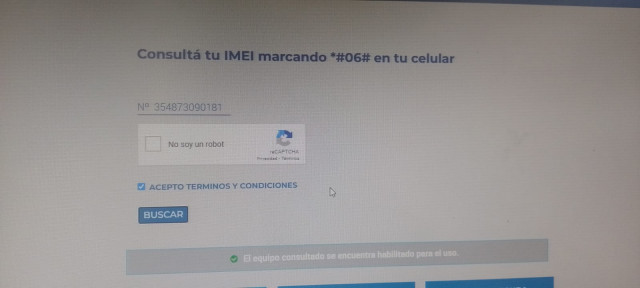 Consultá tu IMEI marcando *#06# en tu celular
Nº 354873090181
No soy un robot
reCAPTCHA
Privacidad - Términos
ACEPTO TERMINOS Y CONDICIONES
BUSCAR
El equipo consultado se encuentra habilitado para el uso.